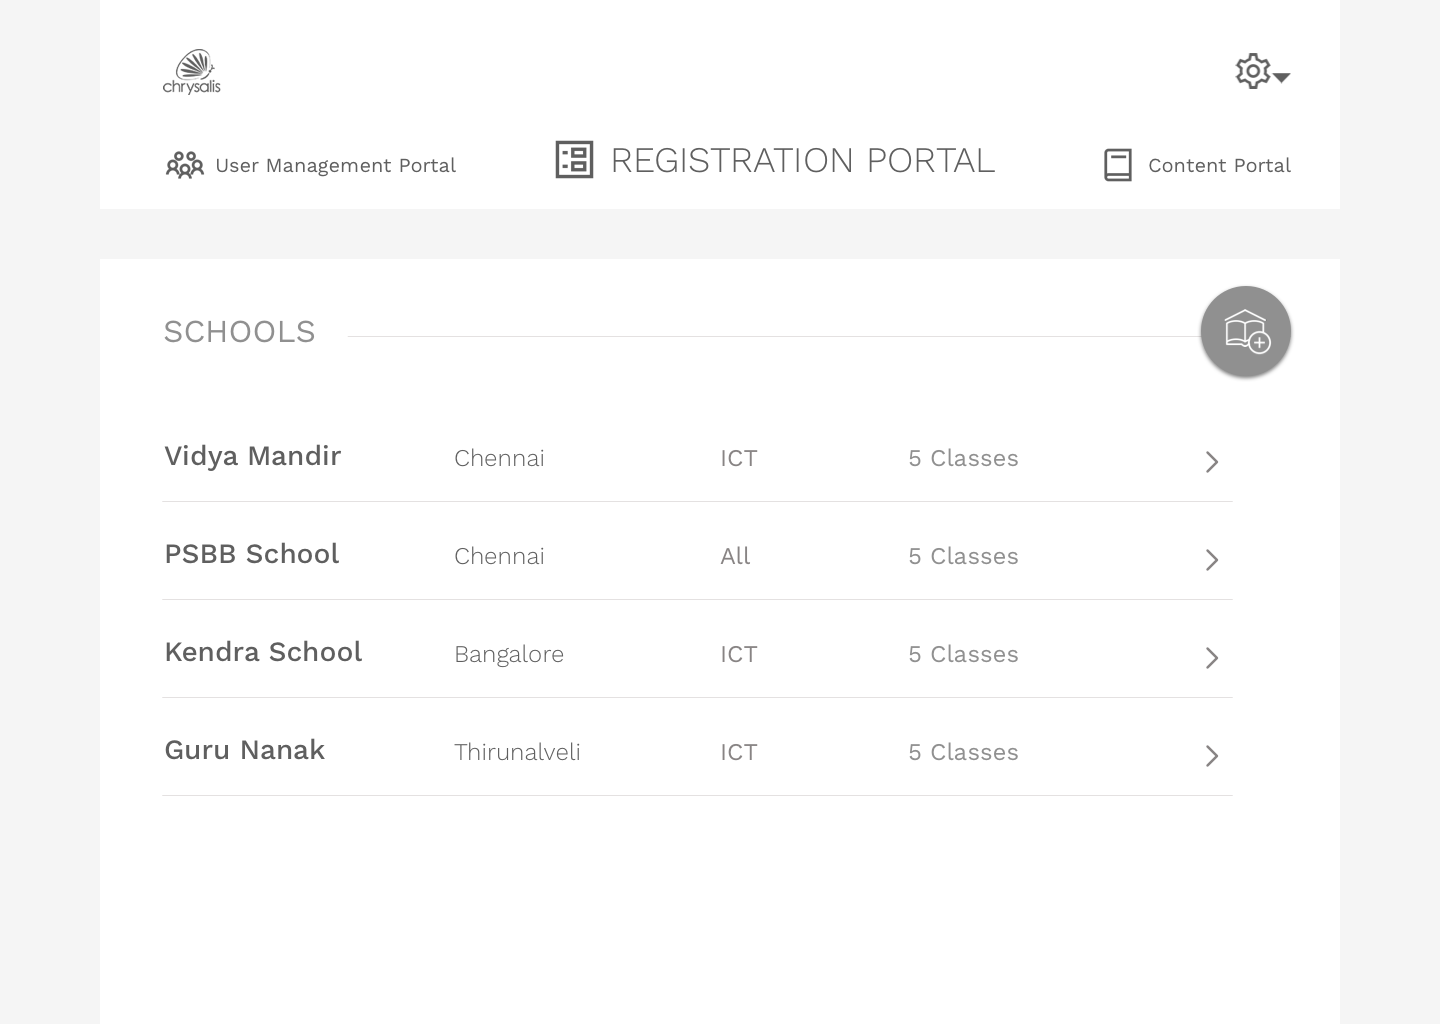 chrysalis
User Management Portal
REGISTRATION PORTAL
Content Portal
SCHOOLS
Vidya Mandir Chennai ICT 5 Classes
PSBB School Chennai All 5 Classes
Kendra School Bangalore ICT 5 Classes
Guru Nanak Thirunalveli ICT 5 Classes